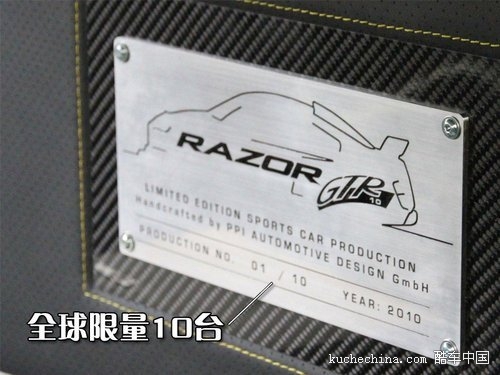 RAZOR
GTR
10
LIMITED EDITION SPORTS CAR PRODUCTION
Handcrafted by PPI AUTOMOTIVE DESIGN GmbH
PRODUCTION NO. 01 / 10 YEAR: 2010
全球限量10台
kuchechina.com 酷车中国